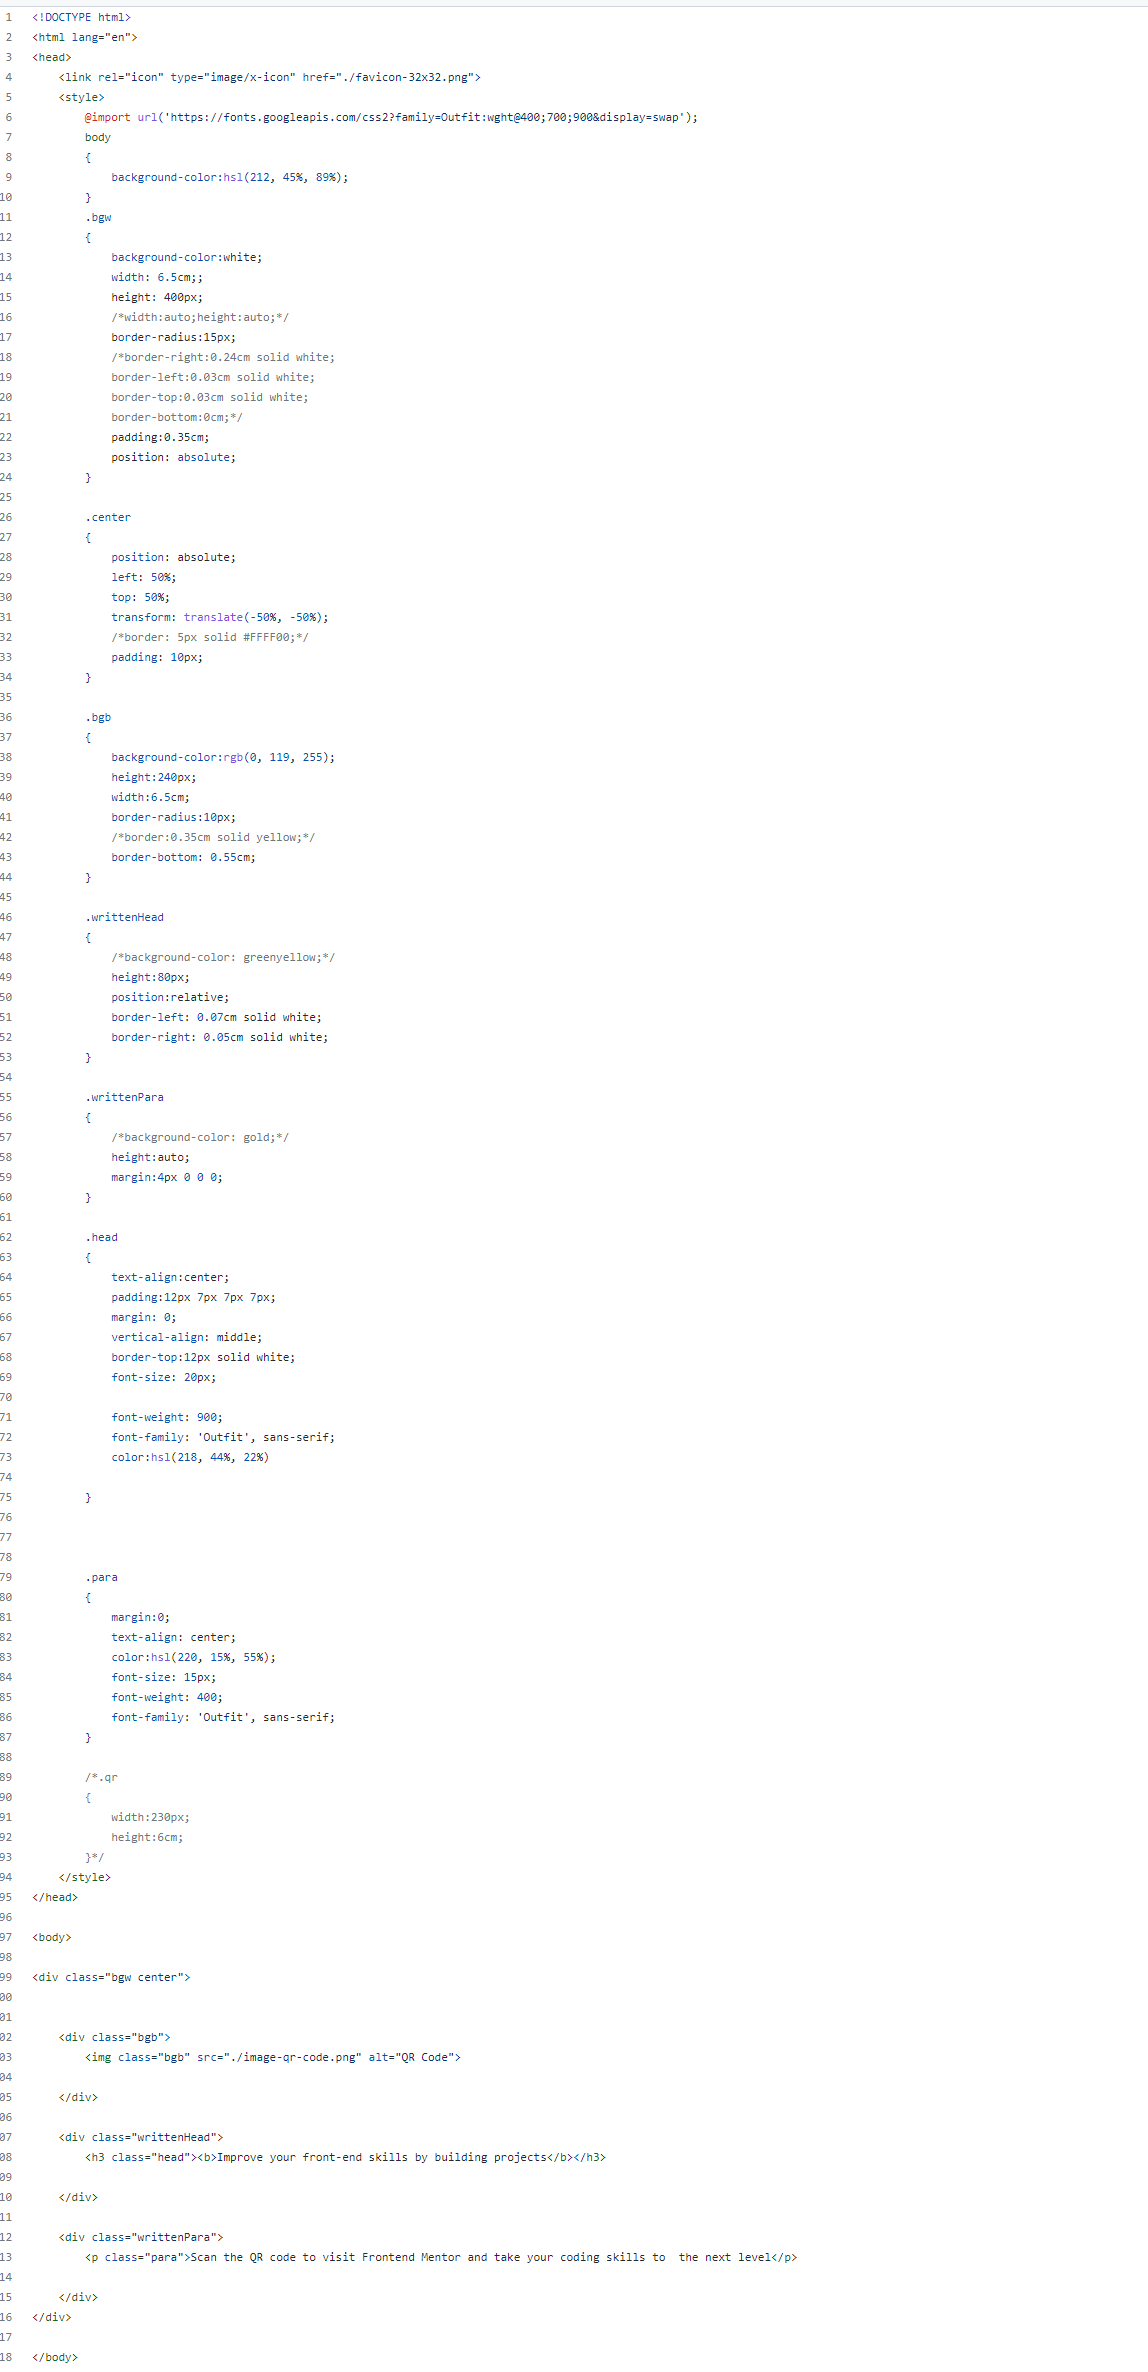 1 <!DOCTYPE html>
2 <html lang="en">
3 <head>
4     <link rel="icon" type="image/x-icon" href="./favicon-32x32.png">
5     <style>
6         @import url('https://fonts.googleapis.com/css2?family=Outfit:wght@400;700;900&display=swap');
7         body
8         {
9             background-color:hsl(212, 45%, 89%);
10         }
11         .bgw
12         {
13             background-color:white;
14             width: 6.5cm;;
15             height: 400px;
16             /*width:auto;height:auto;*/
17             border-radius:15px;
18             /*border-right:0.24cm solid white;
19             border-left:0.03cm solid white;
20             border-top:0.03cm solid white;
21             border-bottom:0cm;*/
22             padding:0.35cm;
23             position: absolute;
24         }
25
26         .center
27         {
28             position: absolute;
29             left: 50%;
30             top: 50%;
31             transform: translate(-50%, -50%);
32             /*border: 5px solid #FFFF00;*/
33             padding: 10px;
34         }
35
36         .bgb
37         {
38             background-color:rgb(0, 119, 255);
39             height:240px;
40             width:6.5cm;
41             border-radius:10px;
42             /*border:0.35cm solid yellow;*/
43             border-bottom: 0.55cm;
44         }
45
46         .writtenHead
47         {
48             /*background-color: greenyellow;*/
49             height:80px;
50             position:relative;
51             border-left: 0.07cm solid white;
52             border-right: 0.05cm solid white;
53         }
54
55         .writtenPara
56         {
57             /*background-color: gold;*/
58             height:auto;
59             margin:4px 0 0 0;
60         }
61
62         .head
63         {
64             text-align:center;
65             padding:12px 7px 7px 7px;
66             margin: 0;
67             vertical-align: middle;
68             border-top:12px solid white;
69             font-size: 20px;
70
71             font-weight: 900;
72             font-family: 'Outfit', sans-serif;
73             color:hsl(218, 44%, 22%)
74
75         }
76
77
78
79         .para
80         {
81             margin:0;
82             text-align: center;
83             color:hsl(220, 15%, 55%);
84             font-size: 15px;
85             font-weight: 400;
86             font-family: 'Outfit', sans-serif;
87         }
88
89         /*.qr
90         {
91             width:230px;
92             height:6cm;
93         }*/
94     </style>
95 </head>
96
97 <body>
98
99 <div class="bgw center">
00
01
02     <div class="bgb">
03         <img class="bgb" src="./image-qr-code.png" alt="QR Code">
04
05     </div>
06
07     <div class="writtenHead">
08         <h3 class="head"><b>Improve your front-end skills by building projects</b></h3>
09
10     </div>
11
12     <div class="writtenPara">
13         <p class="para">Scan the QR code to visit Frontend Mentor and take your coding skills to  the next level</p>
14
15     </div>
16 </div>
17
18 </body>